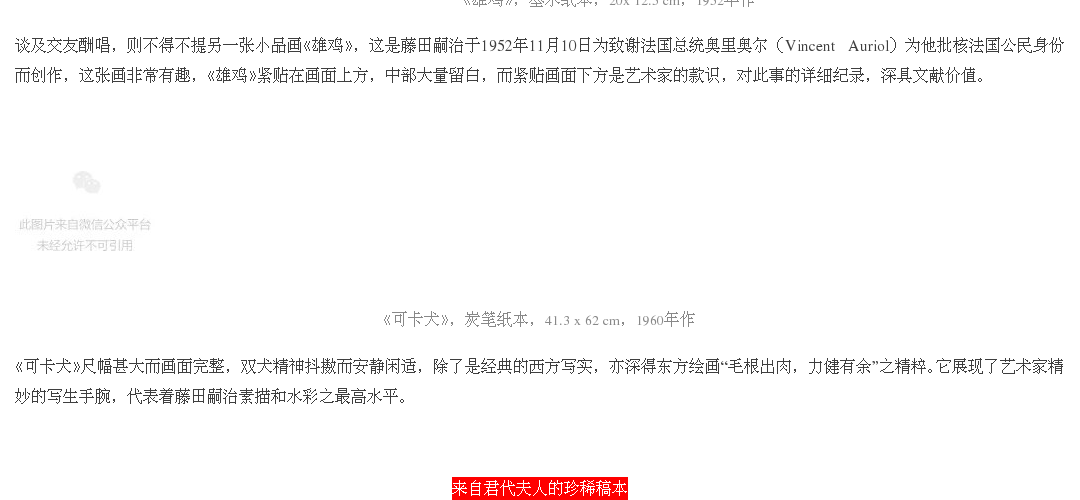 《雄鸡》，墨水纸本，20x 12.5 cm，1952年作
谈及交友酬唱，则不得不提另一张小品画《雄鸡》，这是藤田嗣治于1952年11月10日为致谢法国总统奥里奥尔（Vincent Auriol）为他批核法国公民身份
而创作，这张画非常有趣，《雄鸡》紧贴在画面上方，中部大量留白，而紧贴画面下方是艺术家的款识，对此事的详细纪录，深具文献价值。
此图片来自微信公众平台
未经允许不可引用
《可卡犬》，炭笔纸本，41.3 x 62 cm，1960年作
《可卡犬》尺幅甚大而画面完整，双犬精神抖擞而安静闲适，除了是经典的西方写实，亦深得东方绘画“毛根出肉，力健有余”之精粹。它展现了艺术家精
妙的写生手腕，代表着藤田嗣治素描和水彩之最高水平。
来自君代夫人的珍稀稿本